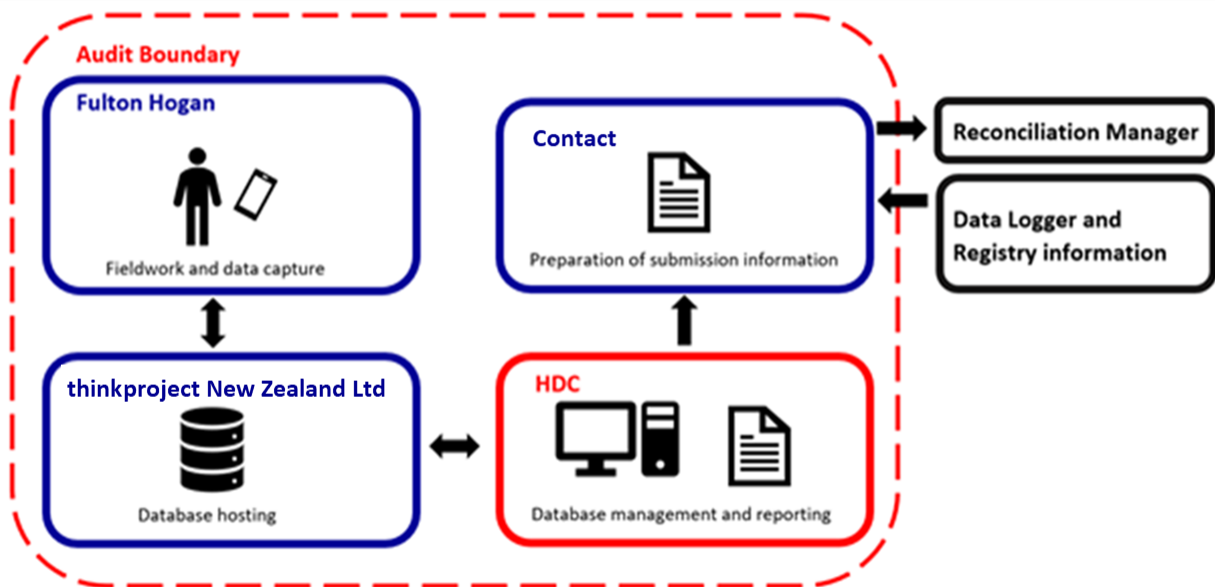 Audit Boundary
Fulton Hogan
Fieldwork and data capture
Contact
Preparation of submission information
Reconciliation Manager
Data Logger and
Registry information
thinkproject New Zealand Ltd
Database hosting
HDC
Database management and reporting